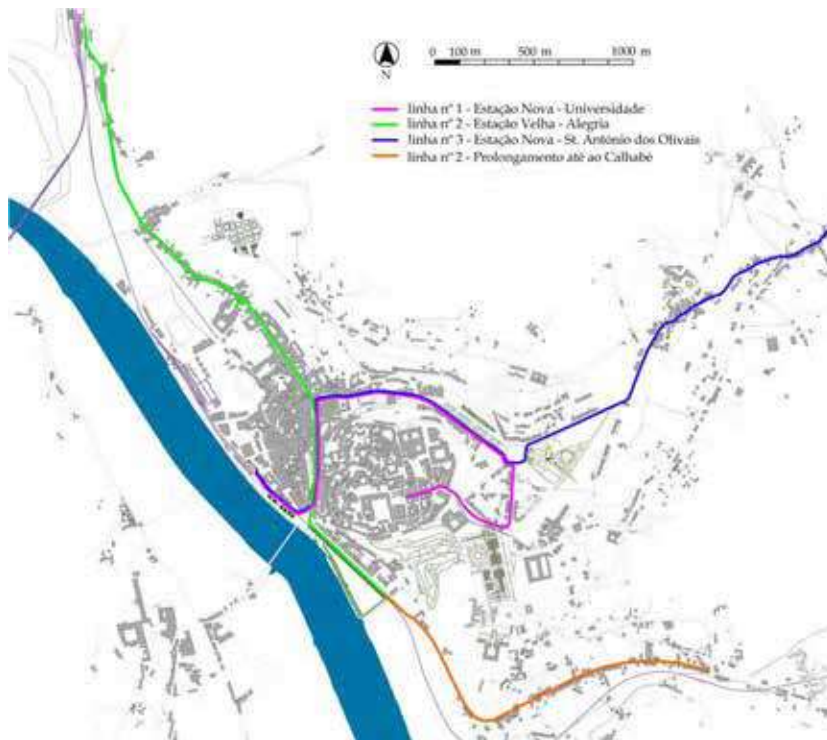 0 100 m 500 m 1000 m
N
linha nº 1 - Estação Nova - Universidade
linha nº 2 - Estação Velha - Alegria
linha nº 3 - Estação Nova - St. António dos Olivais
linha nº 2 - Prolongamento até ao Calhabé